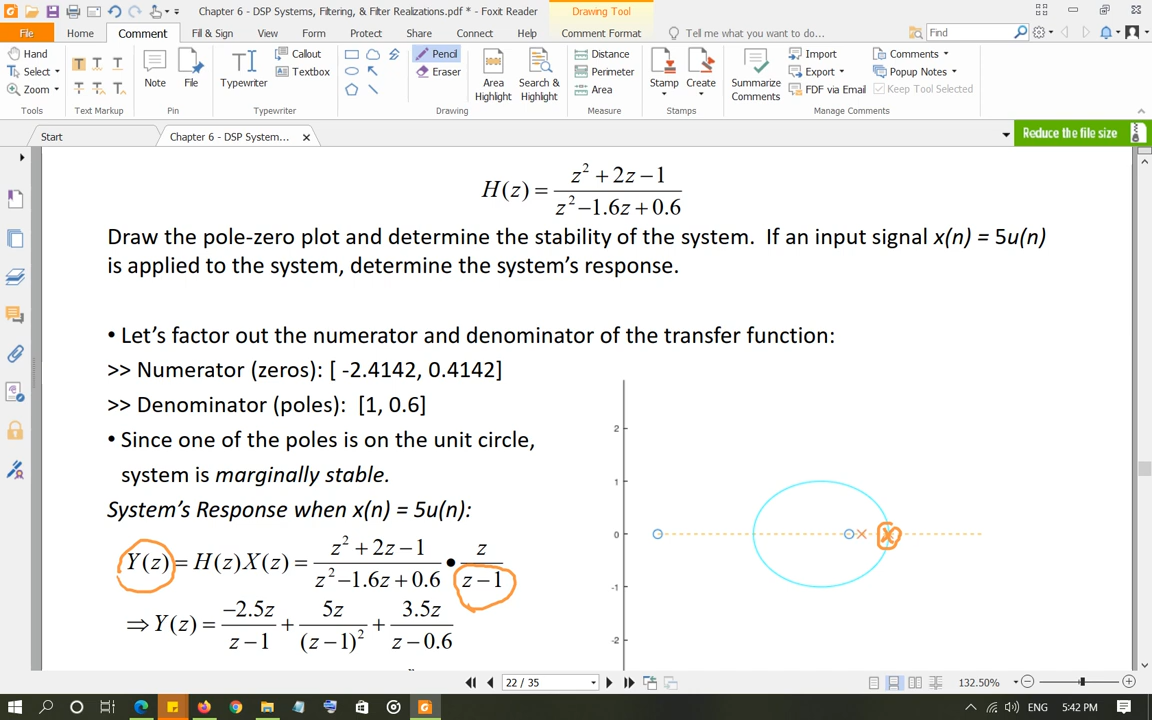 Chapter 6 - DSP Systems, Filtering, & Filter Realizations.pdf * - Foxit Reader
Drawing Tool
File Home Comment Fill & Sign View Form Protect Share Connect Help Comment Format Tell me what you want to do... Find
Hand
Select
Zoom
Tools
Text Markup
Note
File
Pin
Typewriter
Callout
Textbox
Typewriter
Pencil
Eraser
Drawing
Area Highlight
Search & Highlight
Distance
Perimeter
Area
Measure
Stamp
Create
Stamps
Summarize Comments
Import
Export
FDF via Email
Comments
Popup Notes
Keep Tool Selected
Manage Comments
Start
Chapter 6 - DSP System...
Reduce the file size
H(z) = (z² + 2z − 1) / (z² − 1.6z + 0.6)
Draw the pole-zero plot and determine the stability of the system. If an input signal x(n) = 5u(n)
is applied to the system, determine the system's response.
• Let's factor out the numerator and denominator of the transfer function:
>> Numerator (zeros): [ -2.4142, 0.4142]
>> Denominator (poles): [1, 0.6]
• Since one of the poles is on the unit circle,
system is marginally stable.
System's Response when x(n) = 5u(n):
Y(z) = H(z)X(z) = (z² + 2z − 1) / (z² − 1.6z + 0.6) • z / (z − 1)
⇒ Y(z) = −2.5z / (z − 1) + 5z / (z − 1)² + 3.5z / (z − 0.6)
2
1
0
-1
-2
22 / 35
132.50%
ENG 5:42 PM